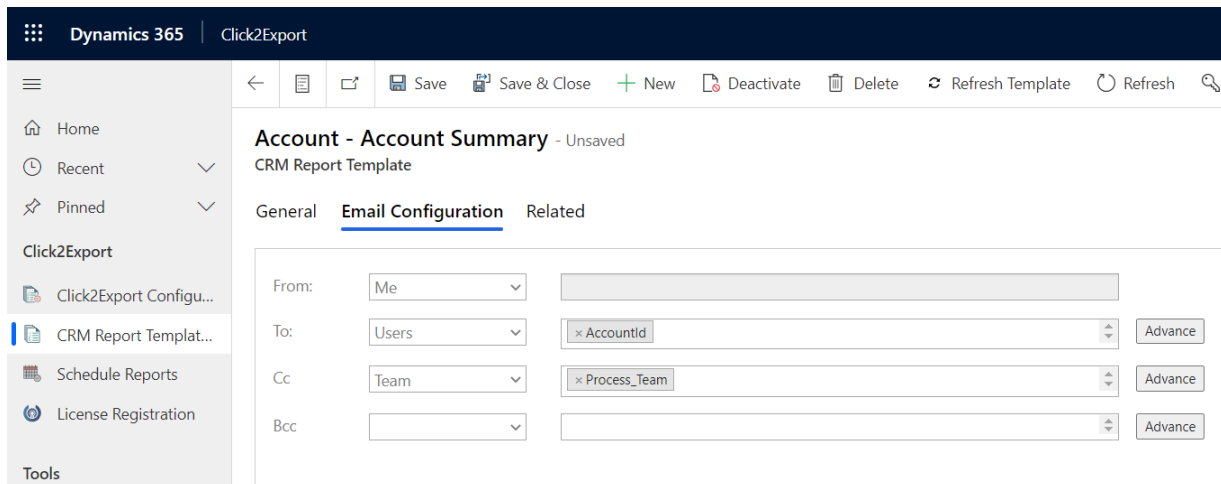 Dynamics 365 Click2Export
Save Save & Close New Deactivate Delete Refresh Template Refresh
Home
Recent
Pinned
Click2Export
Click2Export Configu...
CRM Report Templat...
Schedule Reports
License Registration
Tools
Account - Account Summary - Unsaved
CRM Report Template
General Email Configuration Related
From: Me
To: Users × AccountId Advance
Cc Team × Process_Team Advance
Bcc Advance